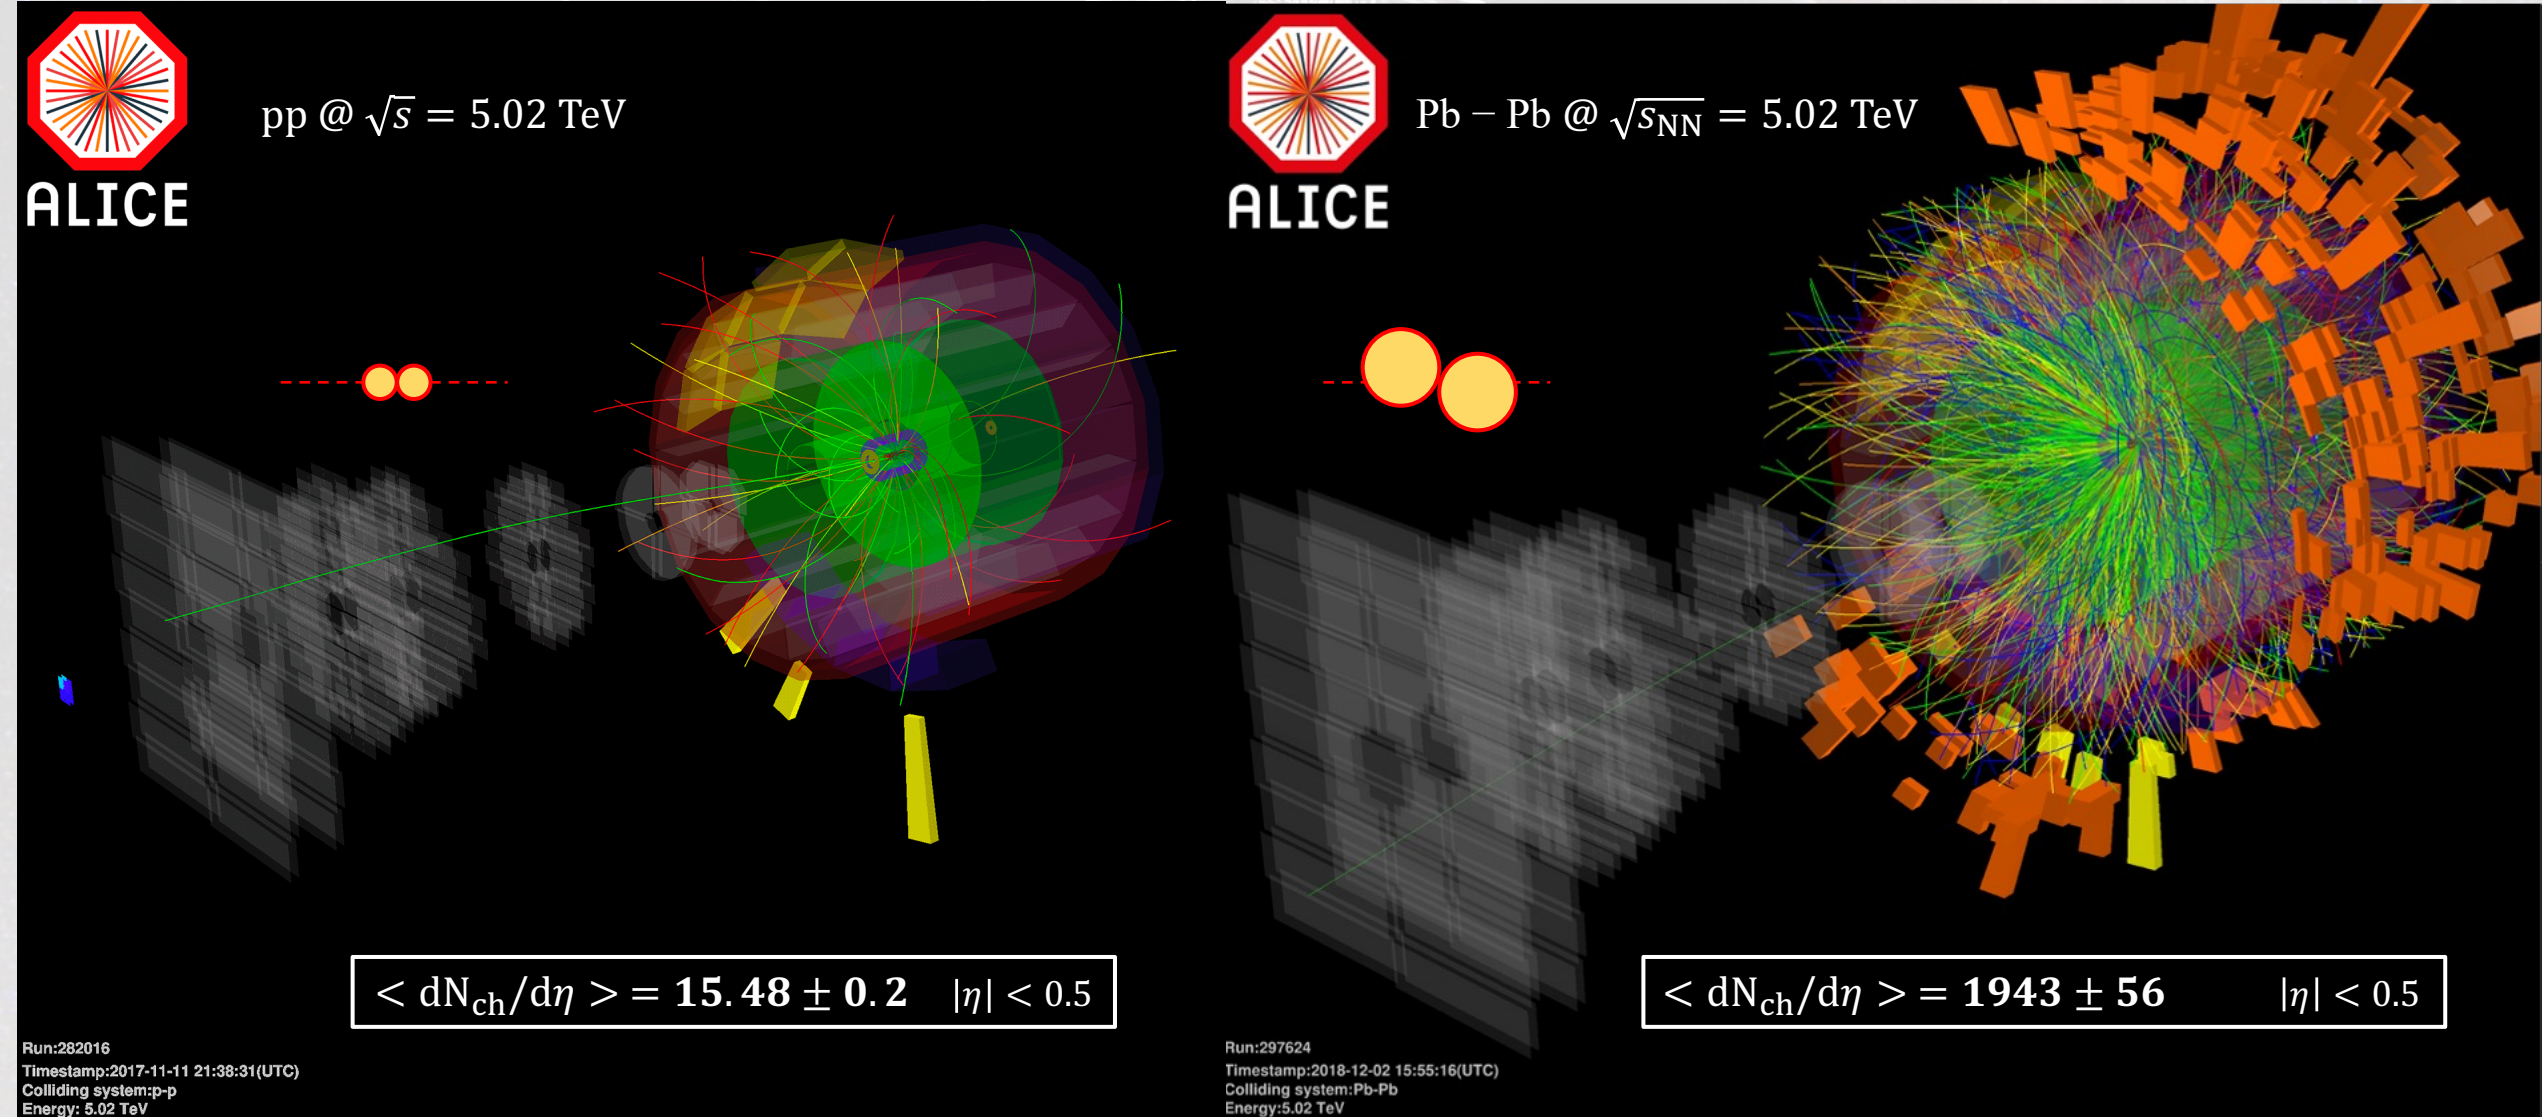 ALICE
pp @ √s = 5.02 TeV
< dN_ch/dη > = 15.48 ± 0.2 |η| < 0.5
Run:282016
Timestamp:2017-11-11 21:38:31(UTC)
Colliding system:p-p
Energy: 5.02 TeV
ALICE
Pb – Pb @ √s_NN = 5.02 TeV
< dN_ch/dη > = 1943 ± 56 |η| < 0.5
Run:297624
Timestamp:2018-12-02 15:55:16(UTC)
Colliding system:Pb-Pb
Energy:5.02 TeV